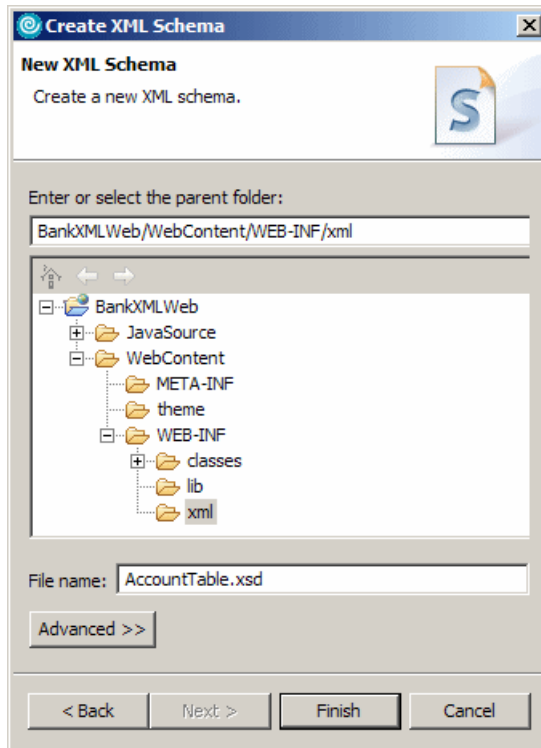 Create XML Schema
New XML Schema
Create a new XML schema.
S
Enter or select the parent folder:
BankXMLWeb/WebContent/WEB-INF/xml
BankXMLWeb
JavaSource
WebContent
META-INF
theme
WEB-INF
classes
lib
xml
File name: AccountTable.xsd
Advanced >>
< Back Next > Finish Cancel